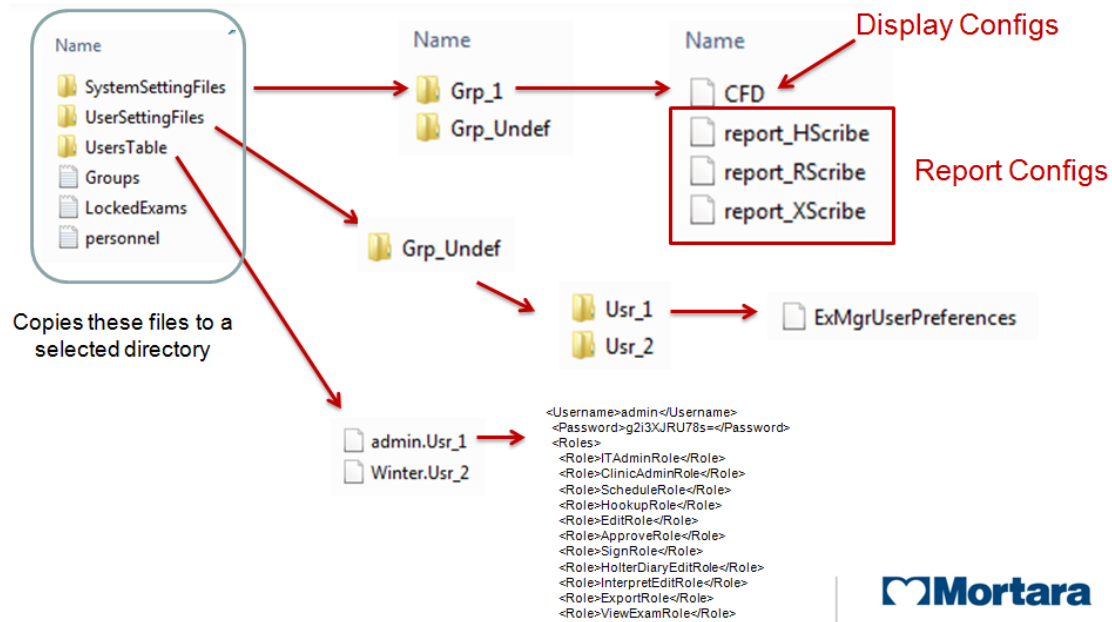 Name
SystemSettingFiles
UserSettingFiles
UsersTable
Groups
LockedExams
personnel
Copies these files to a
selected directory
Name
Grp_1
Grp_Undef
Name
CFD
report_HScribe
report_RScribe
report_XScribe
Display Configs
Report Configs
Grp_Undef
Usr_1
Usr_2
ExMgrUserPreferences
admin.Usr_1
Winter.Usr_2
<Username>admin</Username>
<Password>g2i3XJRU78s=</Password>
<Roles>
<Role>ITAdminRole</Role>
<Role>ClinicAdminRole</Role>
<Role>ScheduleRole</Role>
<Role>HookupRole</Role>
<Role>EditRole</Role>
<Role>ApproveRole</Role>
<Role>SignRole</Role>
<Role>HolterDiaryEditRole</Role>
<Role>InterpretEditRole</Role>
<Role>ExportRole</Role>
<Role>ViewExamRole</Role>
Mortara